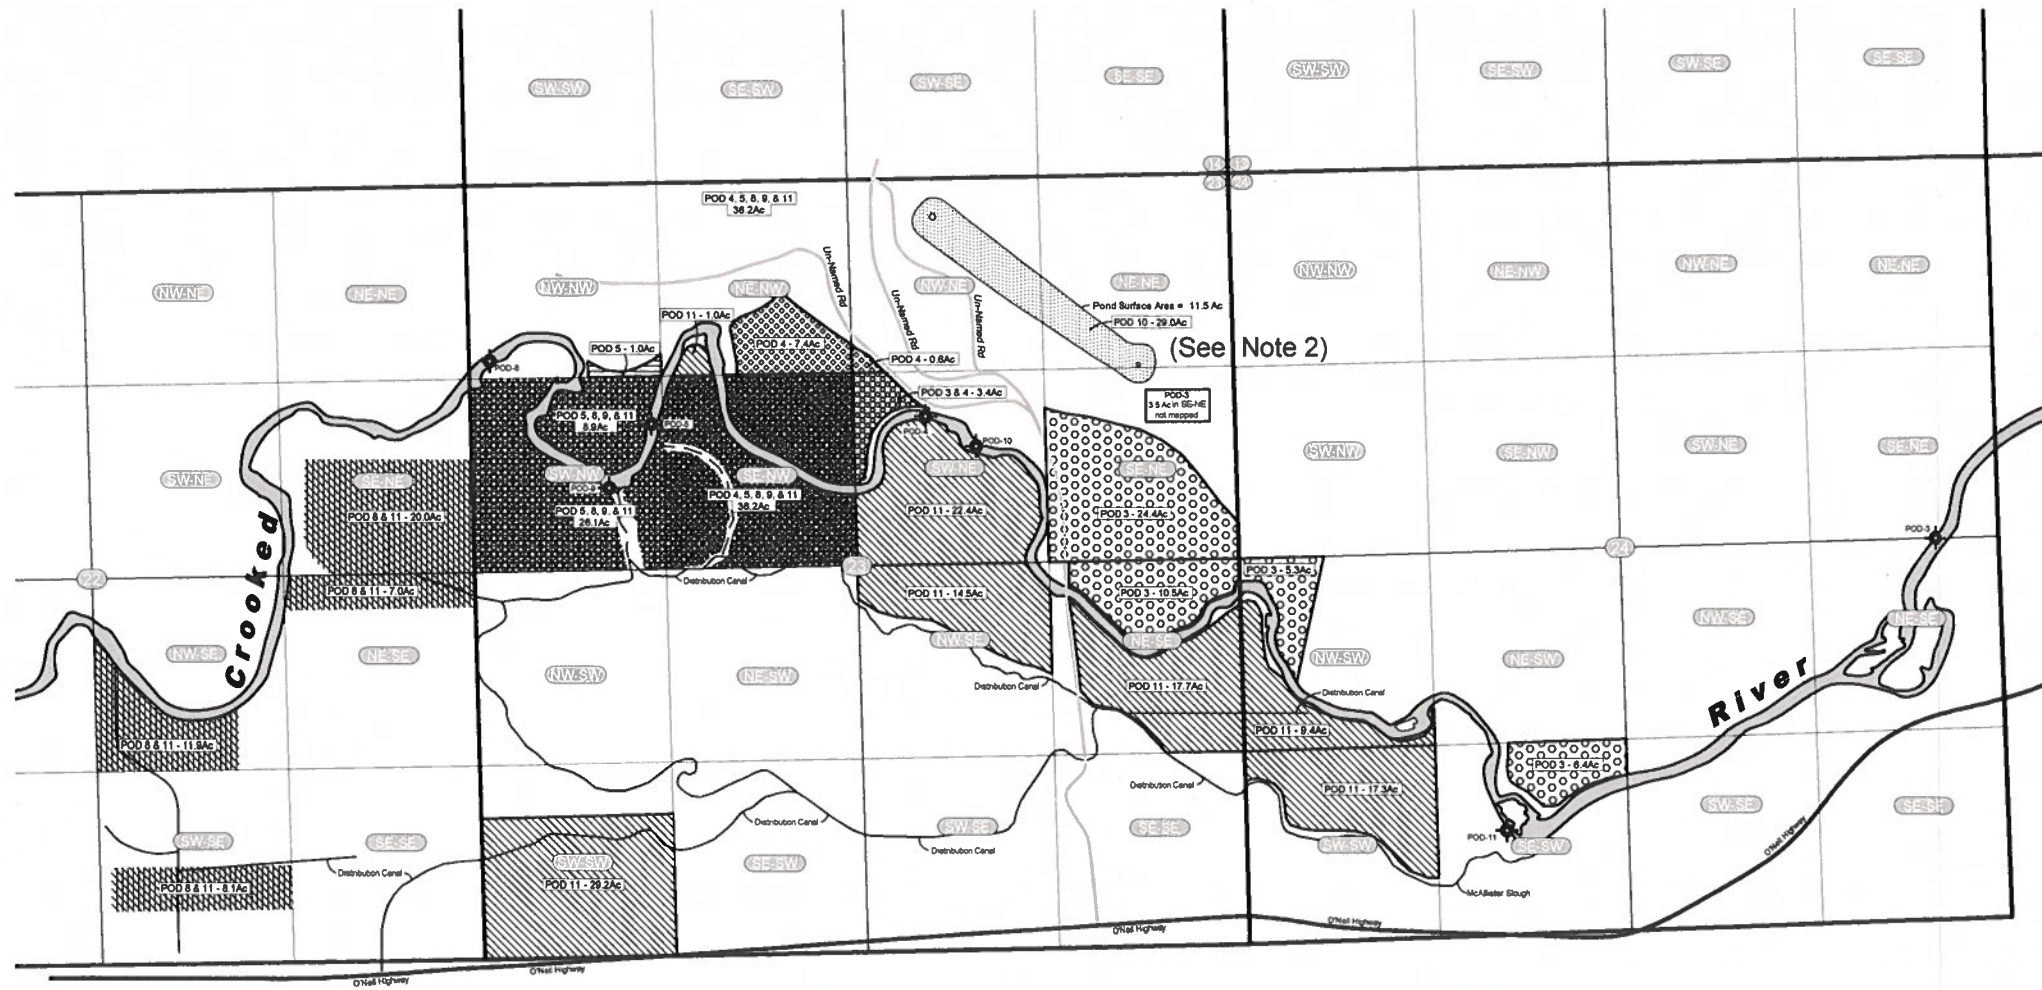 SW-SW
SE-SW
SW-SE
SE-SE
SW-SW
SE-SW
SW-SE
SE-SE
14 13
23 24
POD 4, 5, 8, 9, & 11
36.2Ac
NW-NE
NE-NE
NW-NW
NE-NW
NW-NE
NE-NE
NW-NW
NE-NW
NW-NE
NE-NE
Un-Named Rd
Un-Named Rd
Un-Named Rd
Pond Surface Area = 11.5 Ac
POD 10 - 29.0Ac
(See Note 2)
POD 11 - 1.0Ac
POD 5 - 1.0Ac
POD 4 - 7.4Ac
POD 4 - 0.6Ac
POD 3 & 4 - 3.4Ac
POD-3
3.5 Ac in SE-NE
not mapped
POD-8
POD 5, 8, 9, & 11
8.9Ac
POD-5
POD-4
POD-10
SW-NE
SE-NE
SW-NW
SE-NW
SW-NE
SE-NE
SW-NW
SE-NW
SW-NE
SE-NE
POD-9
POD 5, 8, 9, & 11
26.1Ac
POD 4, 5, 8, 9, & 11
36.2Ac
POD 8 & 11 - 20.0Ac
POD 11 - 22.4Ac
POD 3 - 24.4Ac
POD-3
22
23
24
Crooked
Distribution Canal
POD 8 & 11 - 7.0Ac
POD 11 - 14.5Ac
POD 3 - 10.5Ac
POD 3 - 5.3Ac
NW-SE
NE-SE
NW-SW
NE-SW
NW-SE
NE-SE
NW-SW
NE-SW
NW-SE
NE-SE
Distribution Canal
POD 11 - 17.7Ac
Distribution Canal
River
POD 8 & 11 - 11.9Ac
POD 11 - 9.4Ac
POD 3 - 6.4Ac
Distribution Canal
POD 11 - 17.3Ac
Distribution Canal
Distribution Canal
POD-11
SW-SE
SE-SE
SW-SW
SE-SW
SW-SE
SE-SE
SW-SW
SE-SW
SW-SE
SE-SE
O'Neil Highway
Distribution Canal
POD 8 & 11 - 8.1Ac
POD 11 - 29.2Ac
McAllister Slough
O'Neil Highway
O'Neil Highway
O'Neil Highway
O'Neil Highway